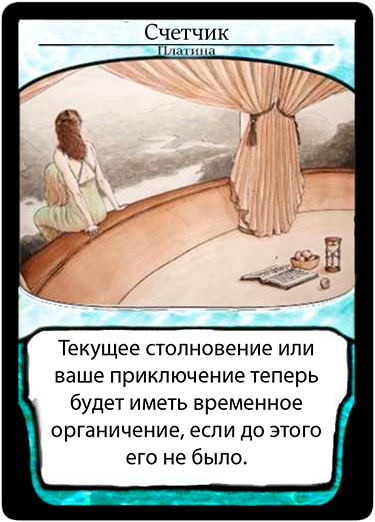 Счетчик
Платина
Текущее столновение или
ваше приключение теперь
будет иметь временное
органичение, если до этого
его не было.